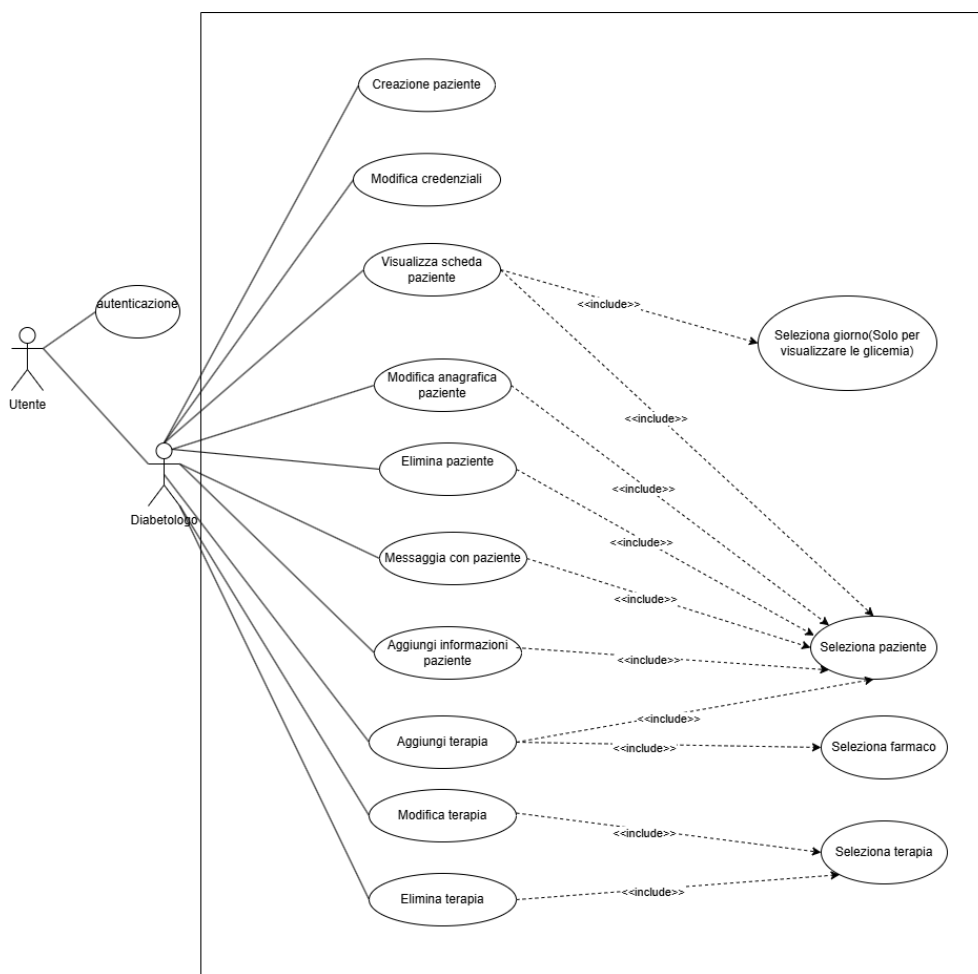 Creazione paziente
Modifica credenziali
Visualizza scheda
paziente
<<include>>
autenticazione
Seleziona giorno(Solo per
visualizzare le glicemia)
Utente
Modifica anagrafica
paziente
<<include>>
Elimina paziente
<<include>>
Diabetologo
<<include>>
Messaggia con paziente
<<include>>
Aggiungi informazioni
paziente
<<include>>
Seleziona paziente
<<include>>
Aggiungi terapia
<<include>>
Seleziona farmaco
Modifica terapia
<<include>>
Seleziona terapia
<<include>>
Elimina terapia